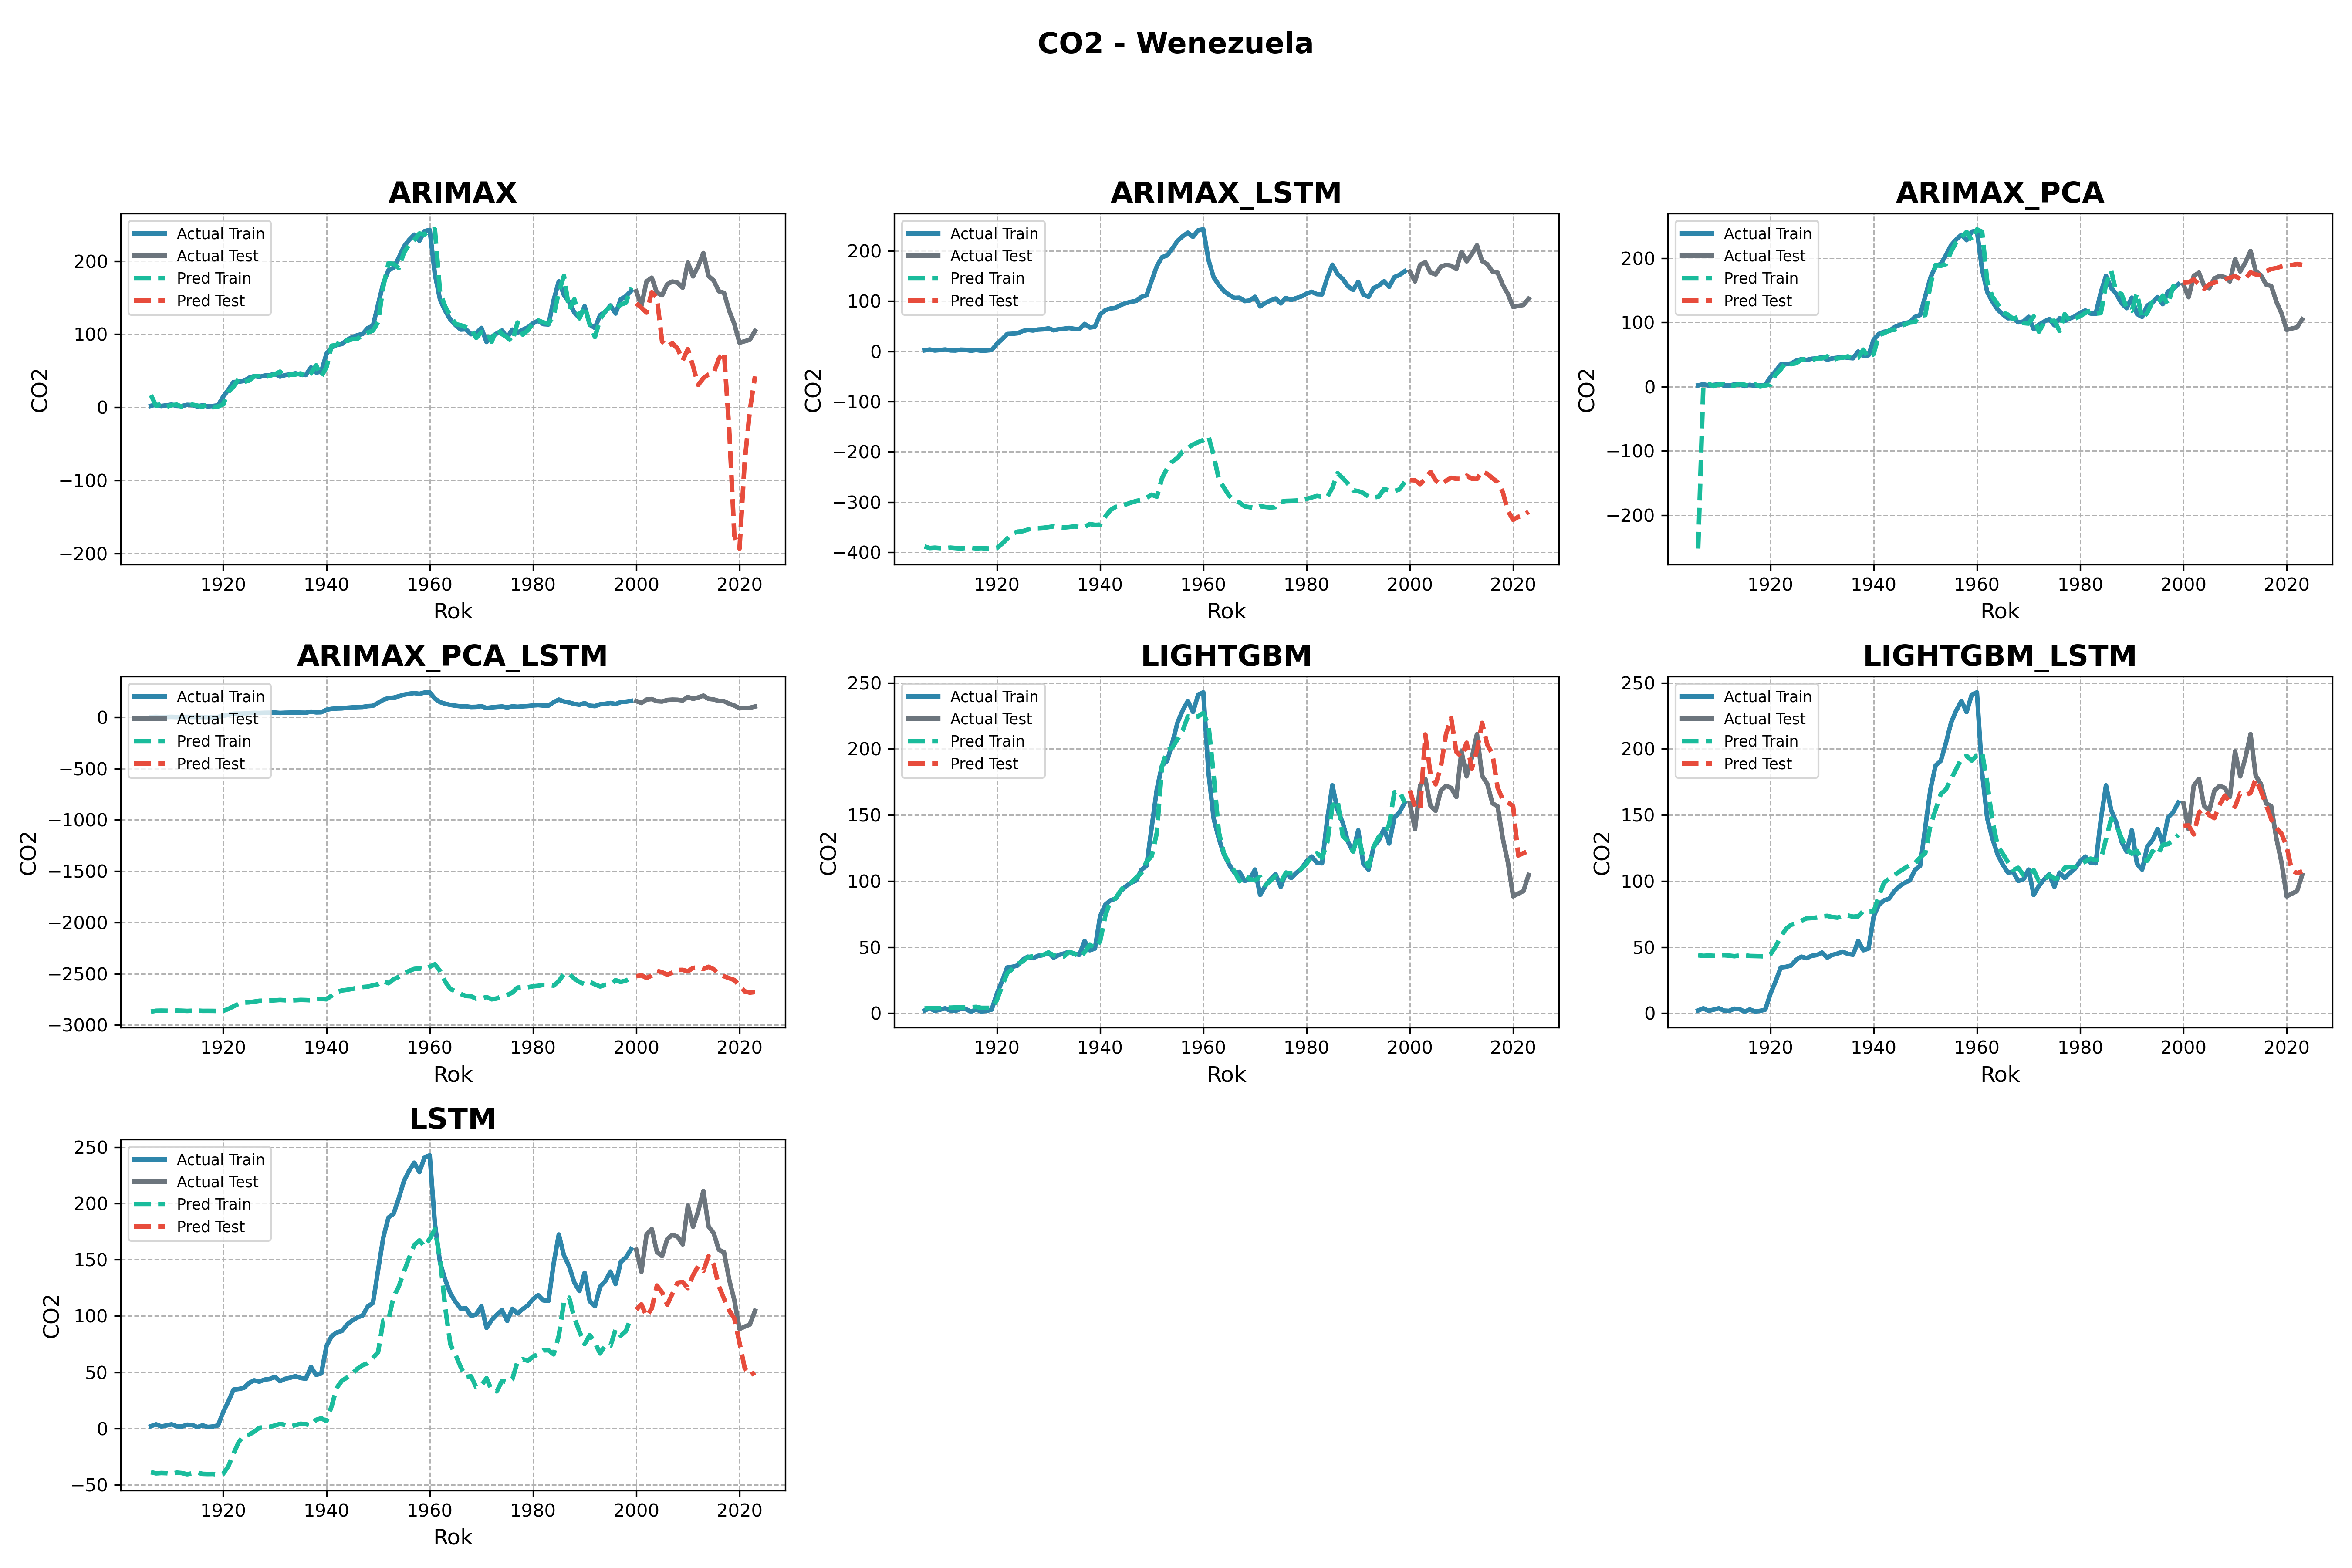 CO2 - Wenezuela
ARIMAX
Actual Train
Actual Test
Pred Train
Pred Test
200
100
0
−100
−200
CO2
1920 1940 1960 1980 2000 2020
Rok
ARIMAX_LSTM
Actual Train
Actual Test
Pred Train
Pred Test
200
100
0
−100
−200
−300
−400
CO2
1920 1940 1960 1980 2000 2020
Rok
ARIMAX_PCA
Actual Train
Actual Test
Pred Train
Pred Test
200
100
0
−100
−200
CO2
1920 1940 1960 1980 2000 2020
Rok
ARIMAX_PCA_LSTM
Actual Train
Actual Test
Pred Train
Pred Test
0
−500
−1000
−1500
−2000
−2500
−3000
CO2
1920 1940 1960 1980 2000 2020
Rok
LIGHTGBM
Actual Train
Actual Test
Pred Train
Pred Test
250
200
150
100
50
0
CO2
1920 1940 1960 1980 2000 2020
Rok
LIGHTGBM_LSTM
Actual Train
Actual Test
Pred Train
Pred Test
250
200
150
100
50
0
CO2
1920 1940 1960 1980 2000 2020
Rok
LSTM
Actual Train
Actual Test
Pred Train
Pred Test
250
200
150
100
50
0
−50
CO2
1920 1940 1960 1980 2000 2020
Rok